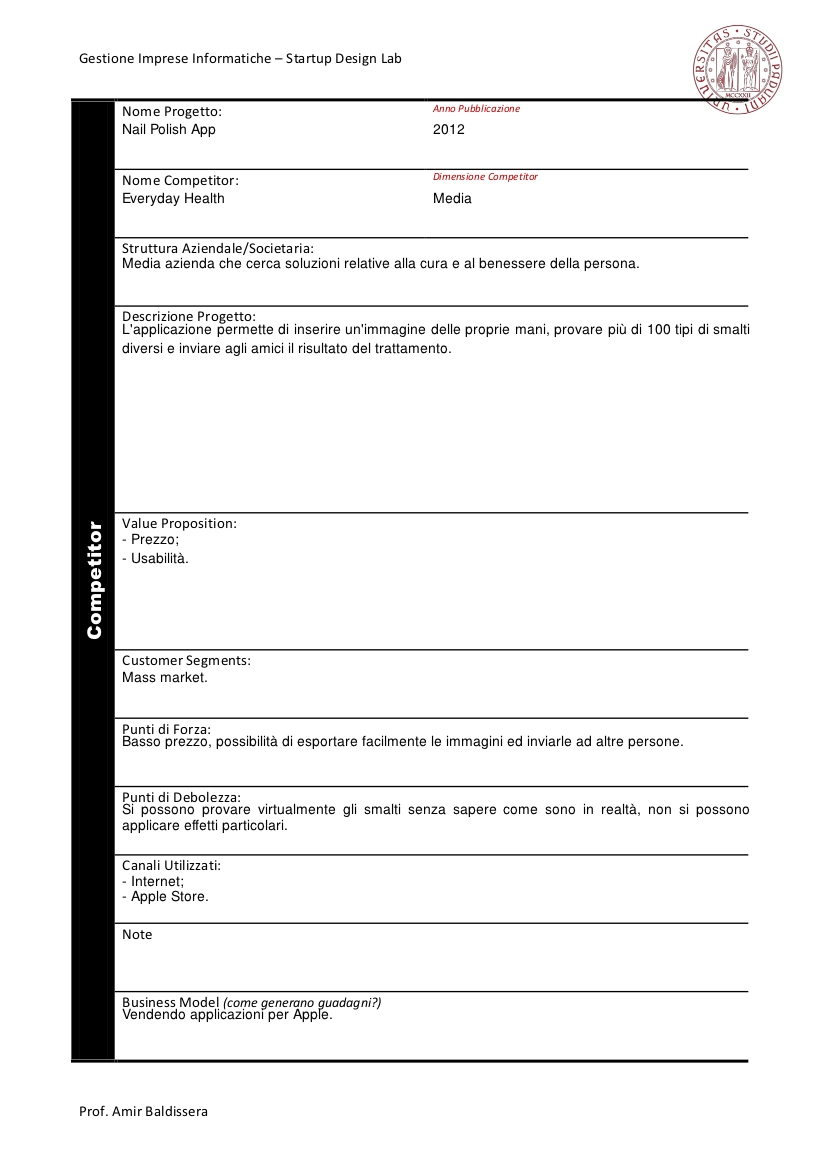 Gestione Imprese Informatiche – Startup Design Lab
UNIVERSITAS • STUDII PADUANI •
MCCXXII
Nome Progetto:
Anno Pubblicazione
Nail Polish App
2012
Nome Competitor:
Dimensione Competitor
Everyday Health
Media
Struttura Aziendale/Societaria:
Media azienda che cerca soluzioni relative alla cura e al benessere della persona.
Descrizione Progetto:
L'applicazione permette di inserire un'immagine delle proprie mani, provare più di 100 tipi di smalti
diversi e inviare agli amici il risultato del trattamento.
Competitor
Value Proposition:
- Prezzo;
- Usabilità.
Customer Segments:
Mass market.
Punti di Forza:
Basso prezzo, possibilità di esportare facilmente le immagini ed inviarle ad altre persone.
Punti di Debolezza:
Si possono provare virtualmente gli smalti senza sapere come sono in realtà, non si possono
applicare effetti particolari.
Canali Utilizzati:
- Internet;
- Apple Store.
Note
Business Model (come generano guadagni?)
Vendendo applicazioni per Apple.
Prof. Amir Baldissera